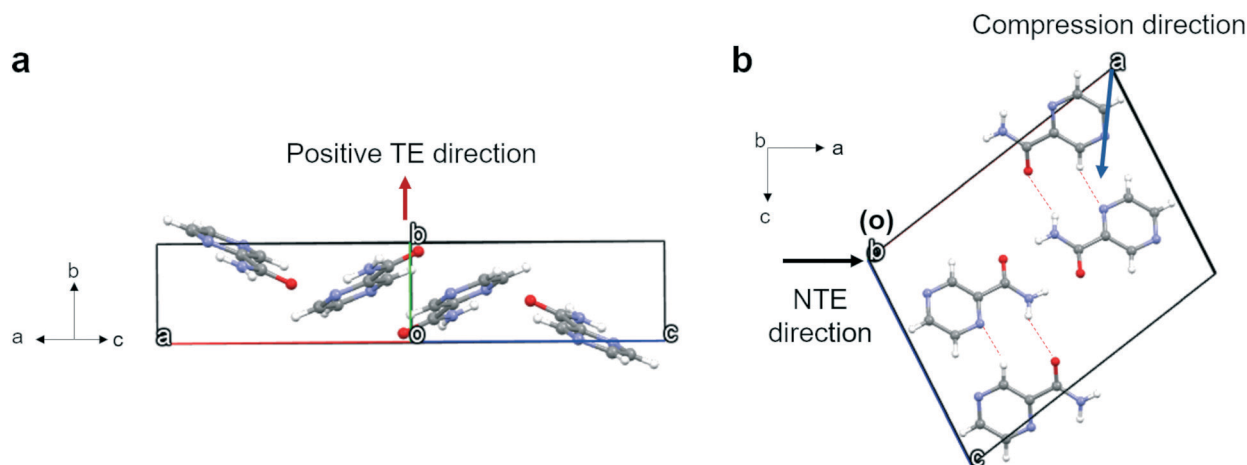 a
Positive TE direction
b
a
c
b
a
o
c
b
Compression direction
a
b
a
c
(o)
b
NTE
direction
c